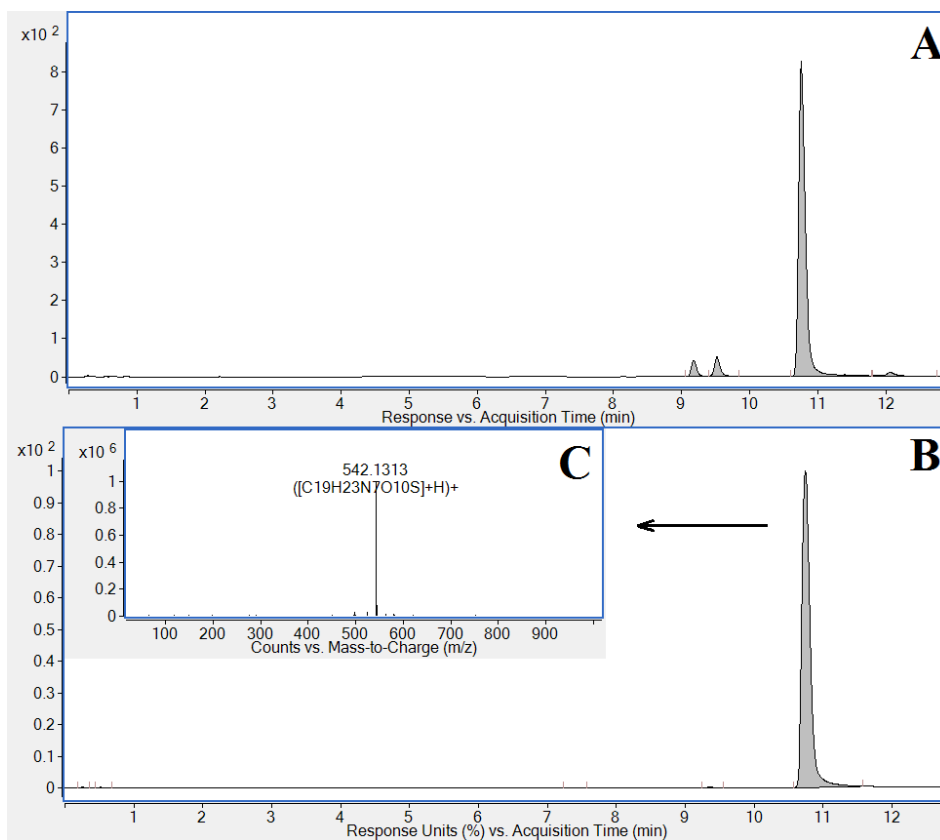 x10 2
A
8
7
6
5
4
3
2
1
0
1 2 3 4 5 6 7 8 9 10 11 12
Response vs. Acquisition Time (min)
x10 2
B
1
0.9
0.8
0.7
0.6
0.5
0.4
0.3
0.2
0.1
0
x10 6
C
542.1313
([C19H23N7O10S]+H)+
1
0.8
0.6
0.4
0.2
0
100 200 300 400 500 600 700 800 900
Counts vs. Mass-to-Charge (m/z)
1 2 3 4 5 6 7 8 9 10 11 12
Response Units (%) vs. Acquisition Time (min)